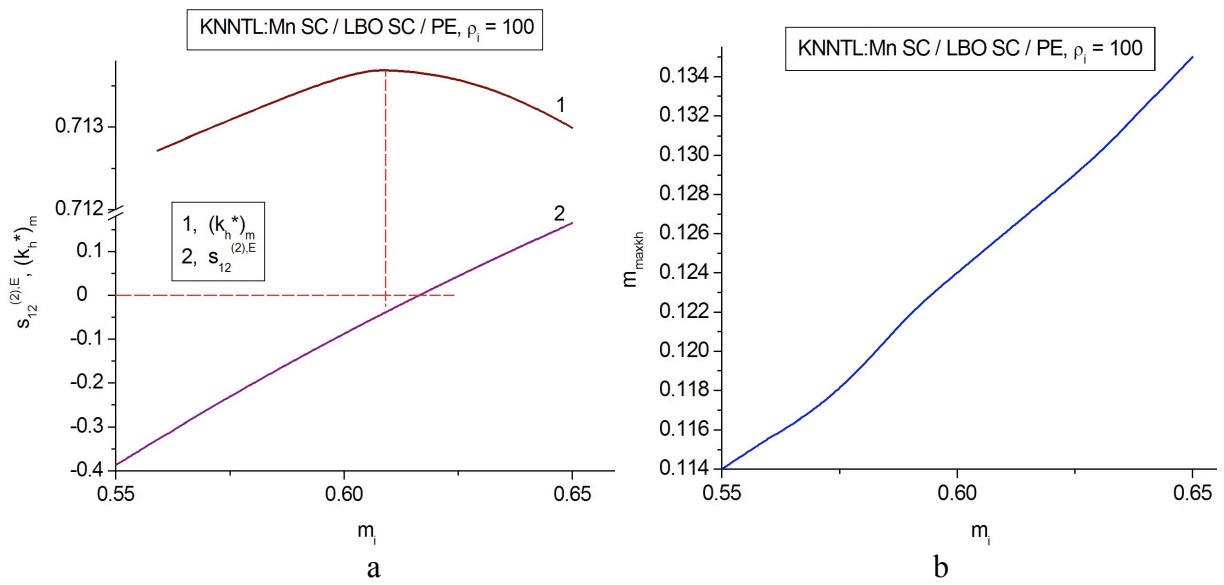 KNNTL:Mn SC / LBO SC / PE, ρi = 100
0.713
0.712
0.1
0
-0.1
-0.2
-0.3
-0.4
s12(2),E, (kh*)m
1
2
1, (kh*)m
2, s12(2),E
0.55
0.60
0.65
mi
a
KNNTL:Mn SC / LBO SC / PE, ρi = 100
0.134
0.132
0.130
0.128
0.126
0.124
0.122
0.120
0.118
0.116
0.114
mmaxkh
0.55
0.60
0.65
mi
b